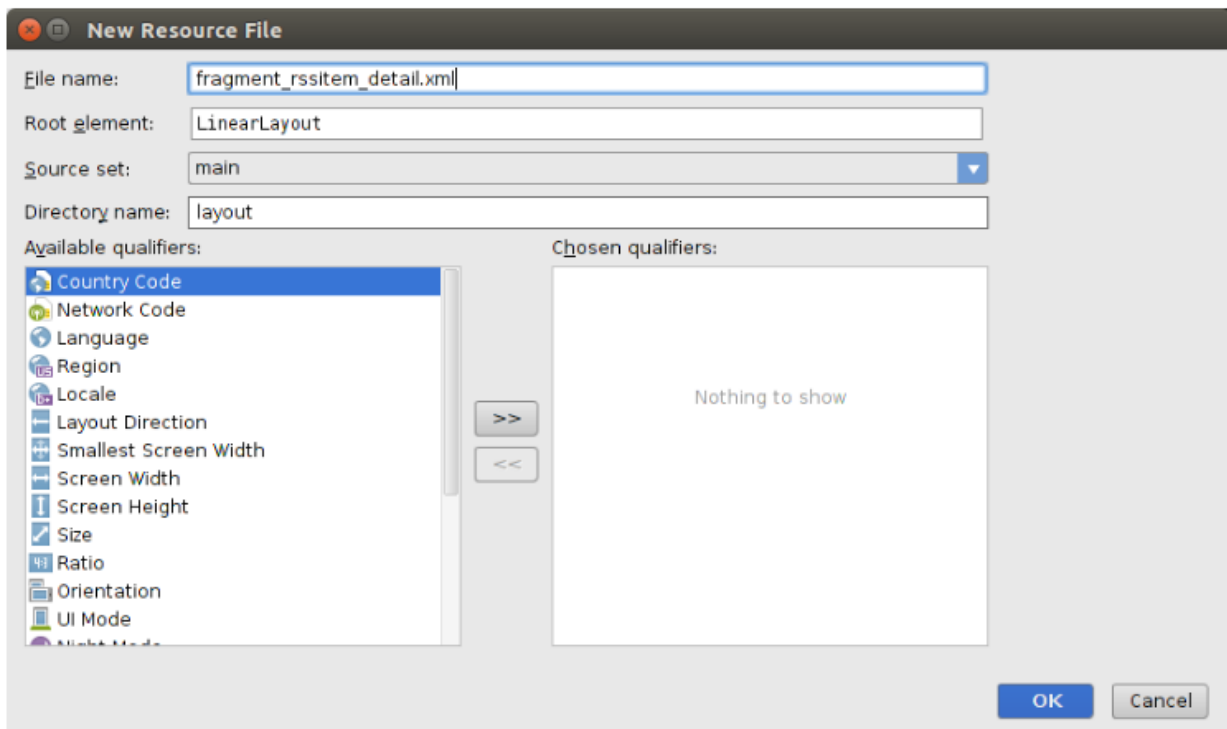 New Resource File
File name: fragment_rssitem_detail.xml
Root element: LinearLayout
Source set: main
Directory name: layout
Available qualifiers: Chosen qualifiers:
Country Code
Network Code
Language
Region
Locale
Layout Direction
Smallest Screen Width
Screen Width
Screen Height
Size
Ratio
Orientation
UI Mode
Night Mode
Nothing to show
>>
<<
OK Cancel